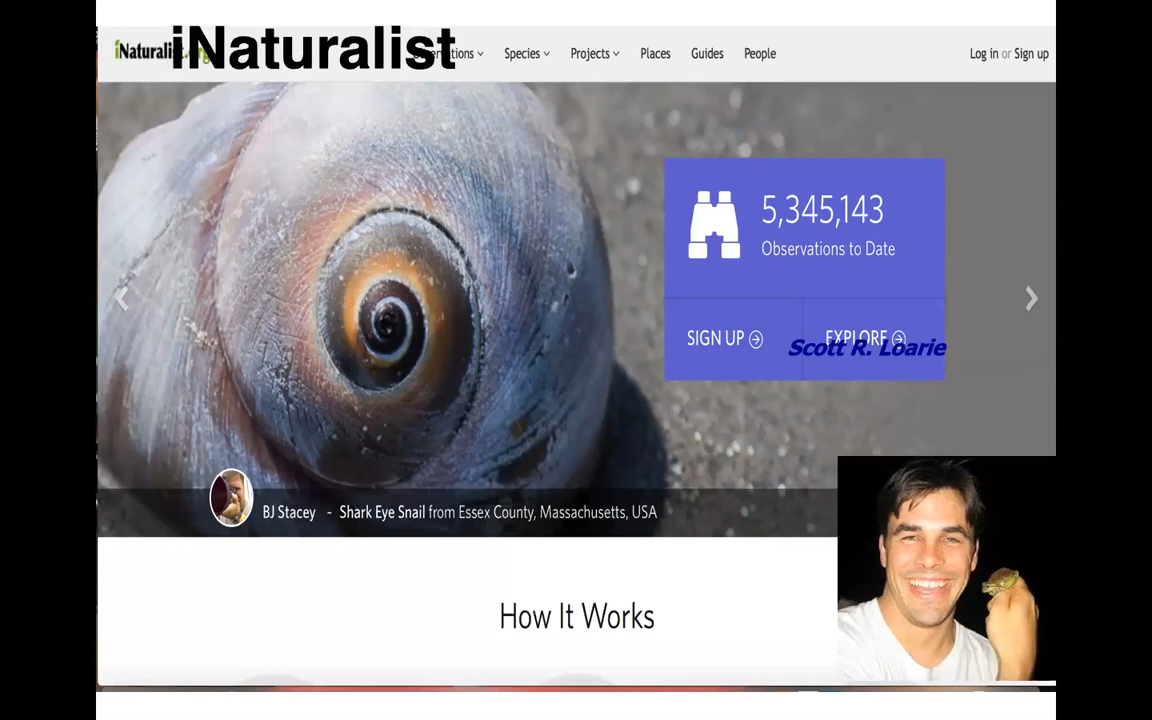 iNaturalist
Species Projects Places Guides People
Log in or Sign up
5,345,143
Observations to Date
SIGN UP
EXPLORE
Scott R. Loarie
BJ Stacey ~ Shark Eye Snail from Essex County, Massachusetts, USA
How It Works